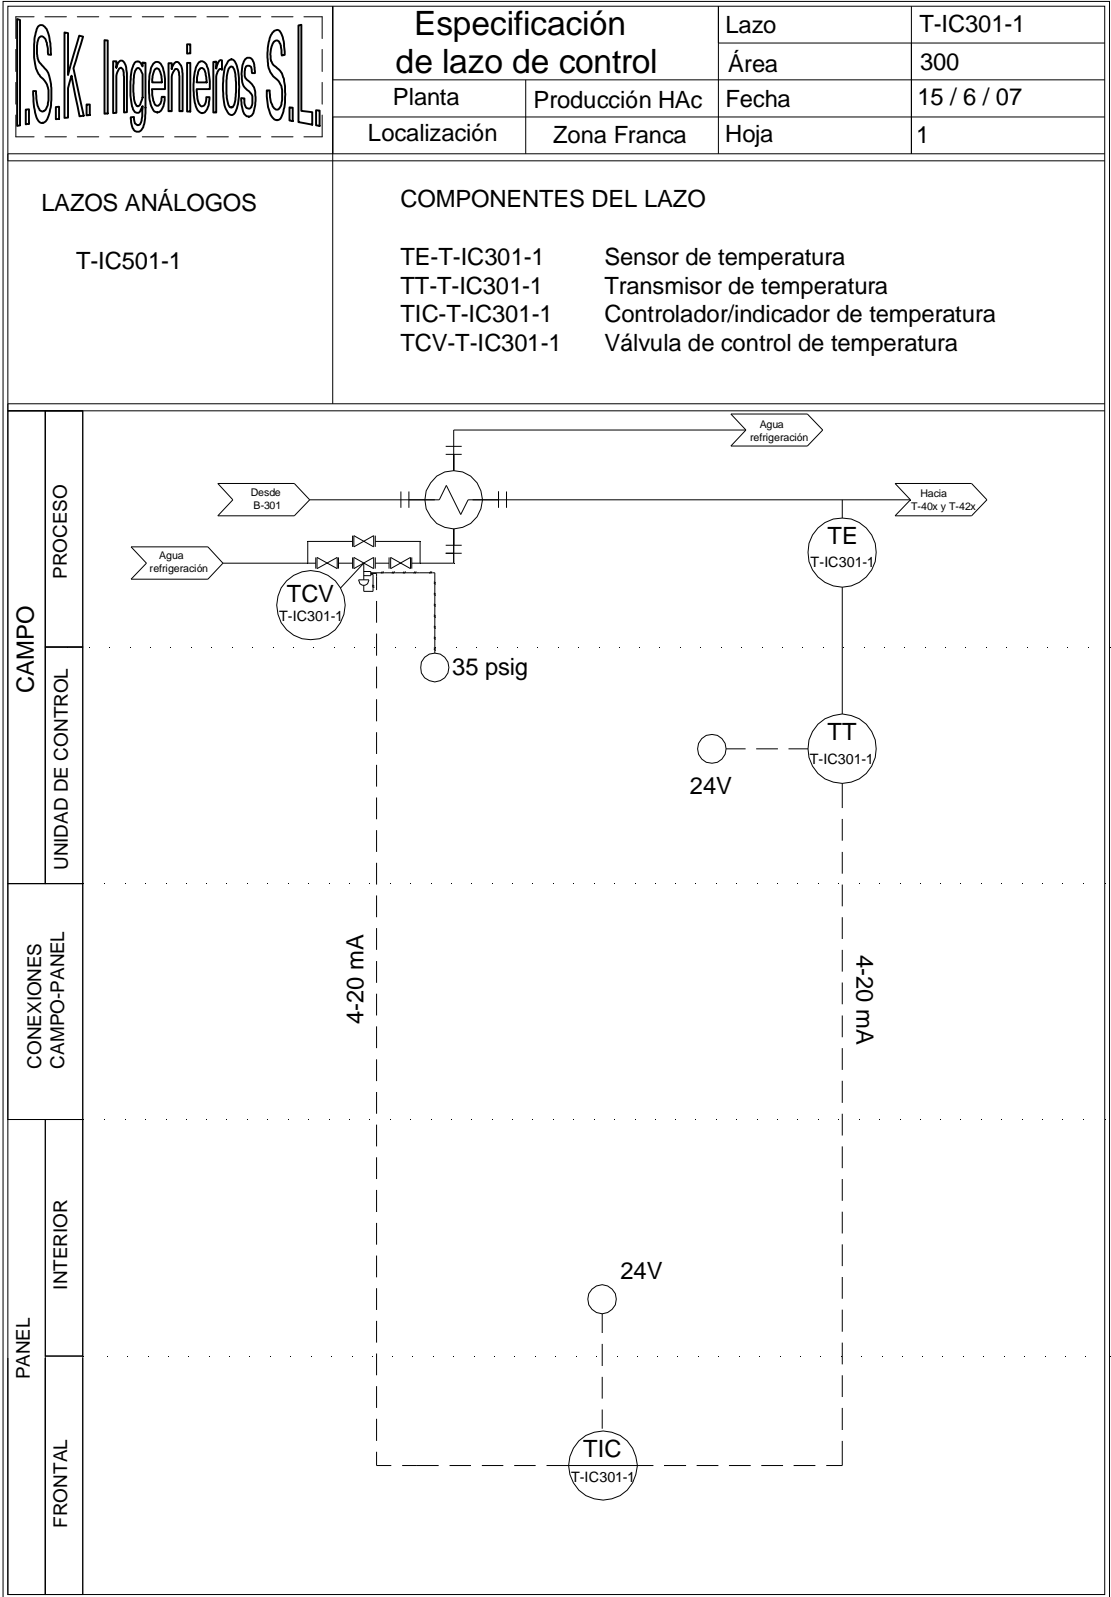 I.S.K. Ingenieros S.L.
Especificación
de lazo de control
Lazo T-IC301-1
Área 300
Planta Producción HAc Fecha 15 / 6 / 07
Localización Zona Franca Hoja 1
LAZOS ANÁLOGOS
T-IC501-1
COMPONENTES DEL LAZO
TE-T-IC301-1 Sensor de temperatura
TT-T-IC301-1 Transmisor de temperatura
TIC-T-IC301-1 Controlador/indicador de temperatura
TCV-T-IC301-1 Válvula de control de temperatura
CAMPO
PROCESO
UNIDAD DE CONTROL
CONEXIONES
CAMPO-PANEL
PANEL
INTERIOR
FRONTAL
Agua
refrigeración
Desde
B-301
Hacia
T-40x y T-42x
Agua
refrigeración
TE
T-IC301-1
TCV
T-IC301-1
35 psig
TT
T-IC301-1
24V
4-20 mA
4-20 mA
24V
TIC
T-IC301-1